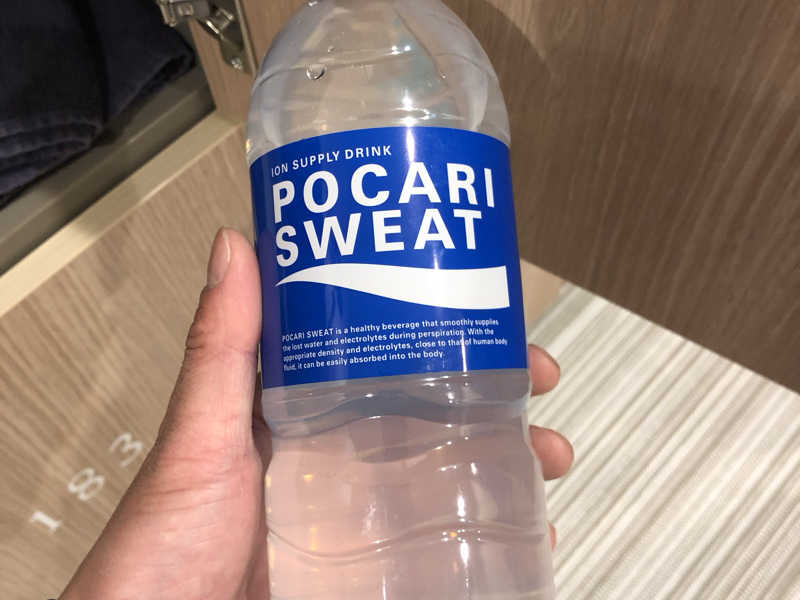 ION SUPPLY DRINK
POCARI
SWEAT
POCARI SWEAT is a healthy beverage that smoothly supplies
the lost water and electrolytes during perspiration. With the
appropriate density and electrolytes, close to that of human body
fluid, it can be easily absorbed into the body.
183